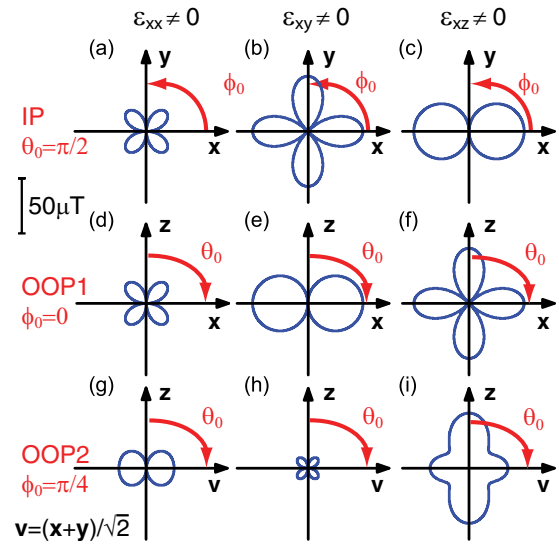 εxx ≠ 0 εxy ≠ 0 εxz ≠ 0
(a) y ϕ0 x (b) y ϕ0 x (c) y ϕ0 x
IP
θ0=π/2
50μT
(d) z θ0 x (e) z θ0 x (f) z θ0 x
OOP1
ϕ0=0
(g) z θ0 v (h) z θ0 v (i) z θ0 v
OOP2
ϕ0=π/4
v=(x+y)/√2